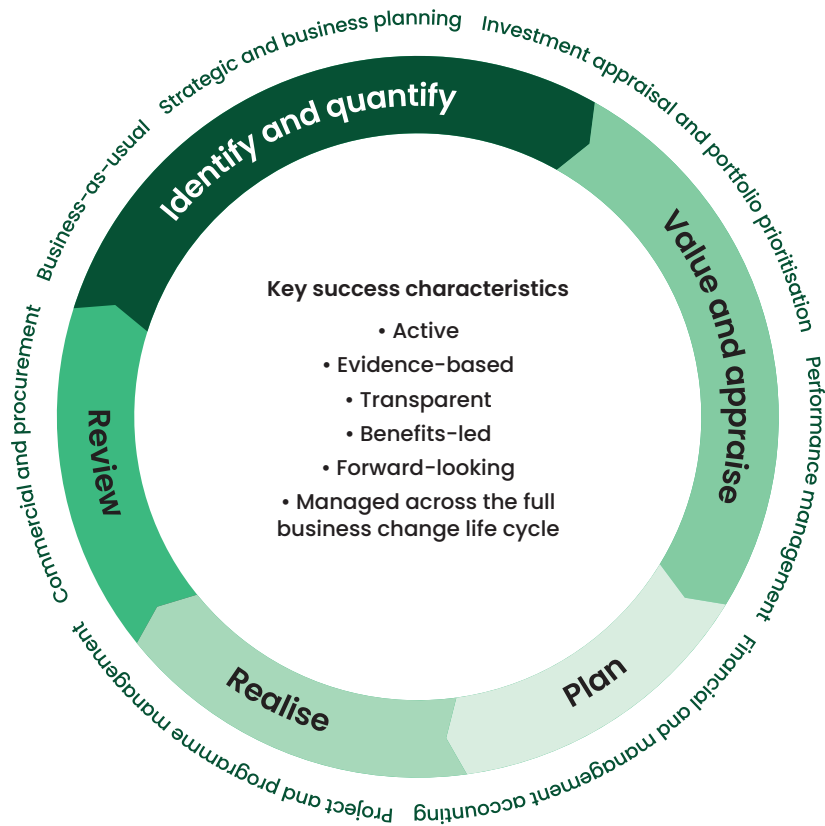 Strategic and business planning
Investment appraisal and portfolio prioritisation
Performance management
Financial and management accounting
Project and programme management
Commercial and procurement
Business-as-usual
Identify and quantify
Value and appraise
Plan
Realise
Review
Key success characteristics
• Active
• Evidence-based
• Transparent
• Benefits-led
• Forward-looking
• Managed across the full
business change life cycle